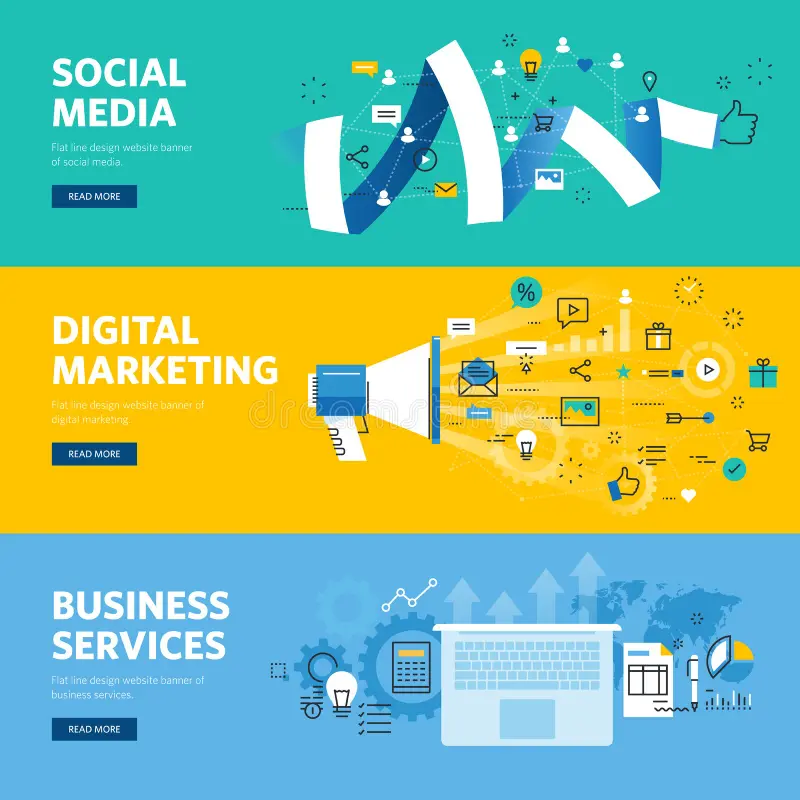 SOCIAL
MEDIA
Flat line design website banner
of social media.
READ MORE
%
DIGITAL
MARKETING
Flat line design website banner of
digital marketing
READ MORE
dreamstime
BUSINESS
SERVICES
Flat line design website banner of
business services.
READ MORE